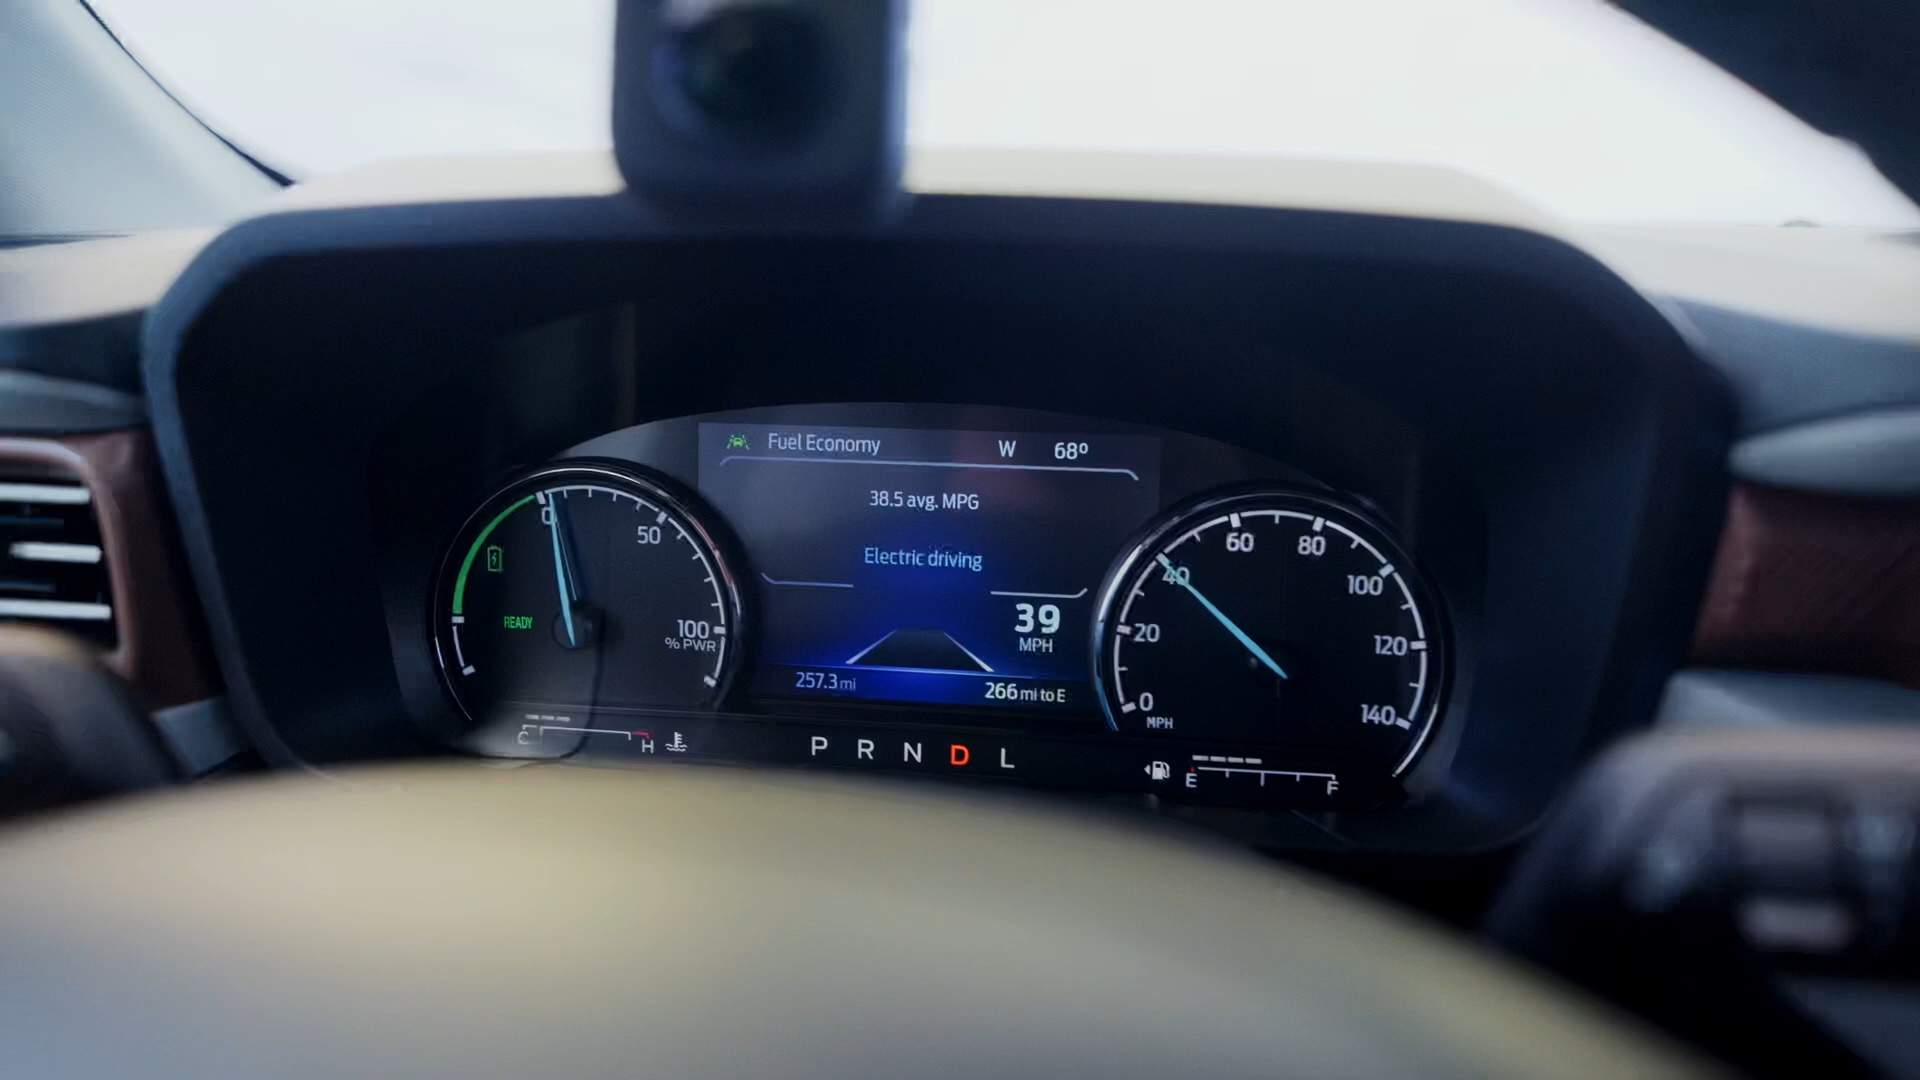 Fuel Economy W 68º
38.5 avg. MPG
Electric driving
39
MPH
257.3 mi
266 mi to E
0
50
100
% PWR
READY
C
H
P R N D L
0
20
40
60
80
100
120
140
MPH
E
F